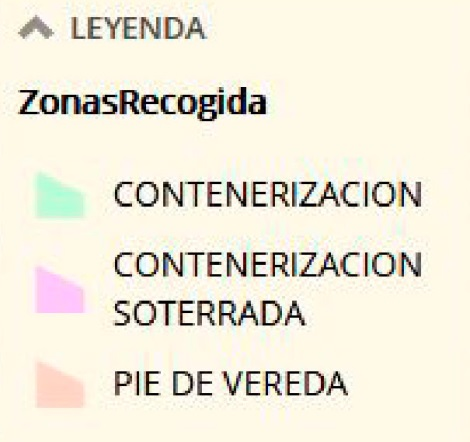 LEYENDA
ZonasRecogida
CONTENERIZACION
CONTENERIZACION
SOTERRADA
PIE DE VEREDA